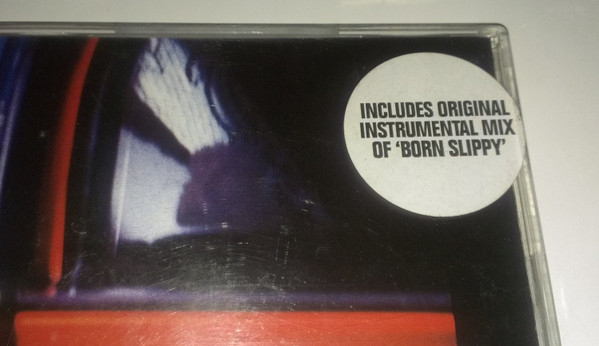 INCLUDES ORIGINAL
INSTRUMENTAL MIX
OF 'BORN SLIPPY'